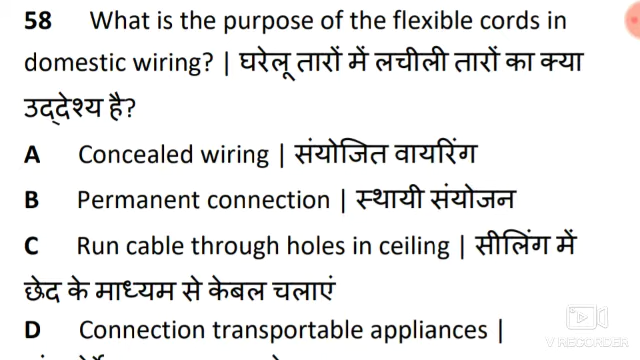 58 What is the purpose of the flexible cords in
domestic wiring? | घरेलू तारों में लचीली तारों का क्या
उद्देश्य है?
A Concealed wiring | संयोजित वायरिंग
B Permanent connection | स्थायी संयोजन
C Run cable through holes in ceiling | सीलिंग में
छेद के माध्यम से केबल चलाएं
D Connection transportable appliances |
V RECORDER